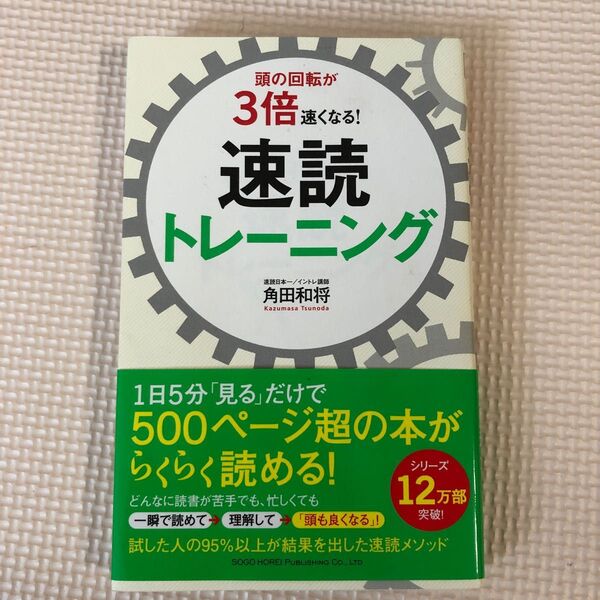 頭の回転が
3倍速くなる!
速読
トレーニング
速読日本一/イントレ講師
角田和将
Kazumasa Tsunoda
1日5分「見る」だけで
500ページ超の本が
らくらく読める!
シリーズ
12万部
突破!
どんなに読書が苦手でも、忙しくても
一瞬で読めて→理解して→「頭も良くなる」!
試した人の95%以上が結果を出した速読メソッド
SOGO HOREI PUBLISHING CO., LTD